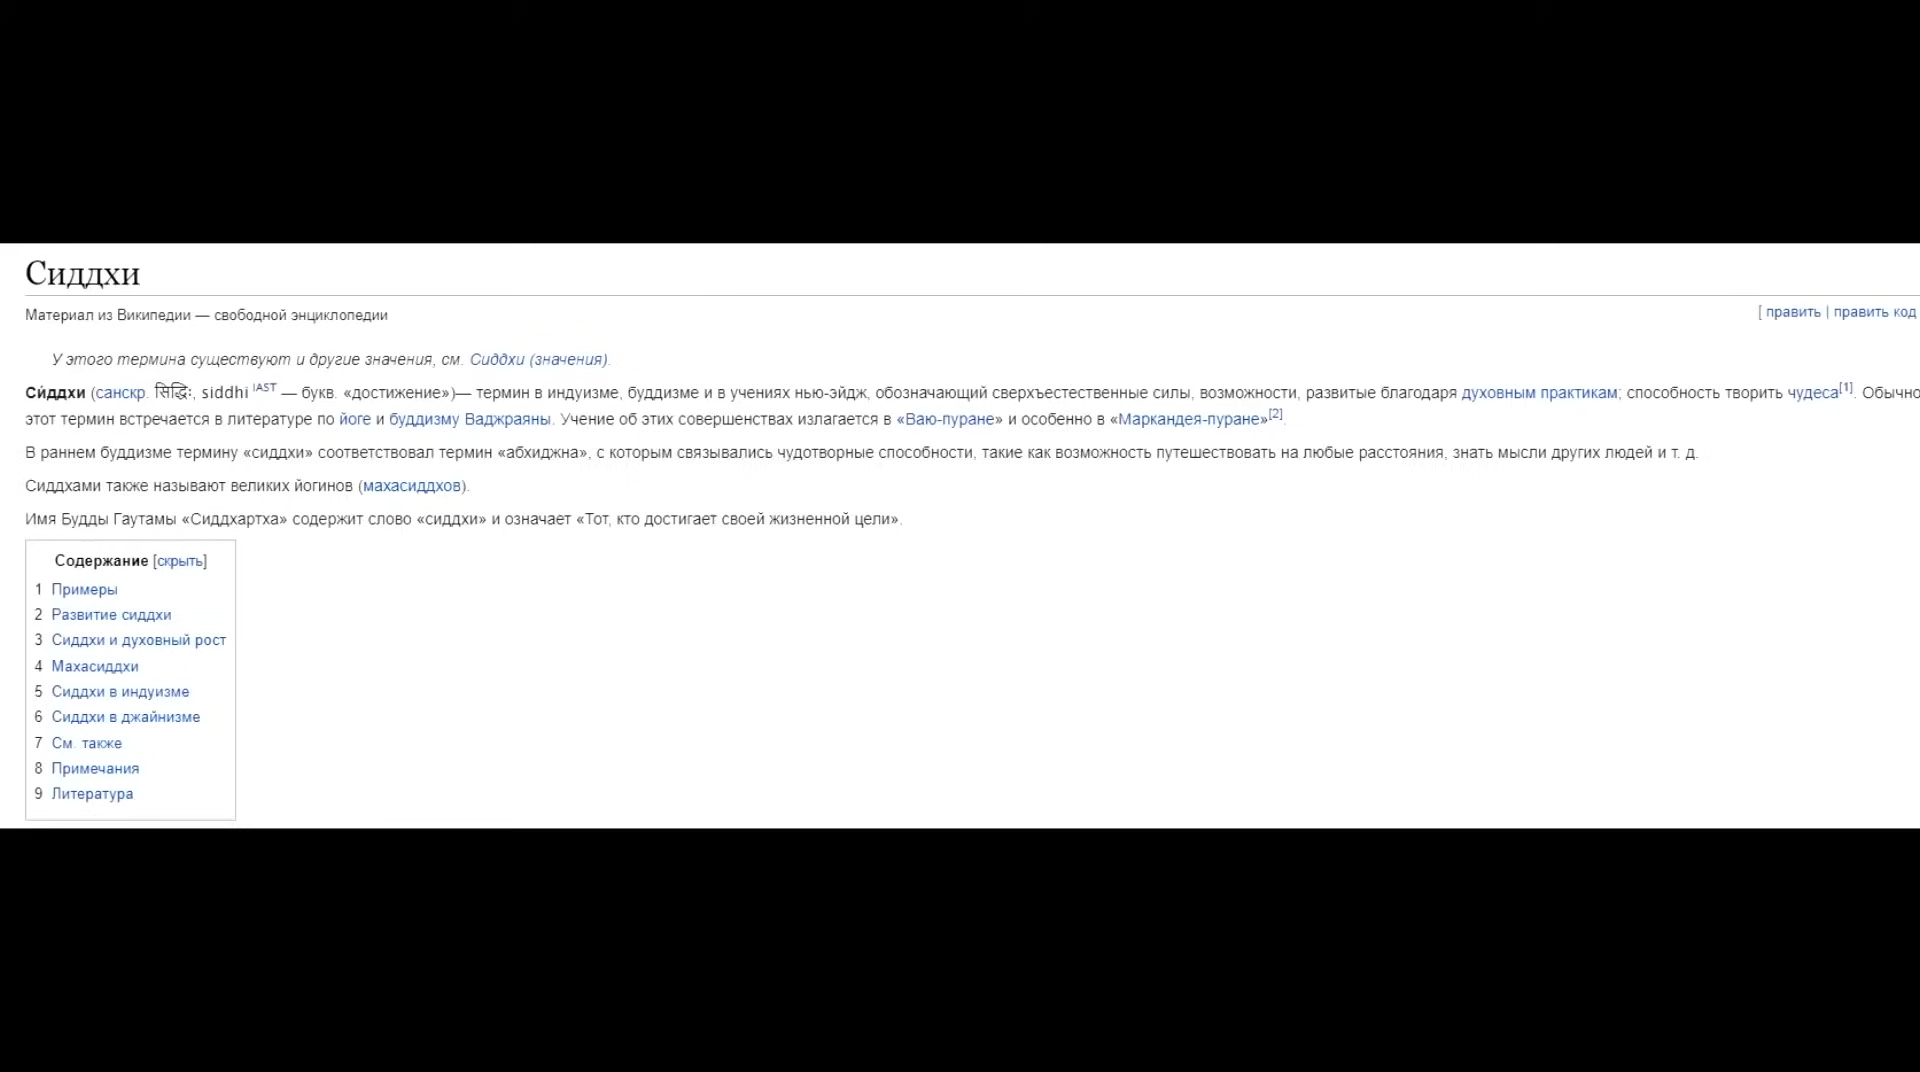 Сиддхи
Материал из Википедии — свободной энциклопедии
[ править | править код
У этого термина существуют и другие значения, см. Сиддхи (значения).
Си́ддхи (санскр. सिद्धिः, siddhi IAST — букв. «достижение»)— термин в индуизме, буддизме и в учениях нью-эйдж, обозначающий сверхъестественные силы, возможности, развитые благодаря духовным практикам; способность творить чудеса[1]. Обычно
этот термин встречается в литературе по йоге и буддизму Ваджраяны. Учение об этих совершенствах излагается в «Ваю-пуране» и особенно в «Маркандея-пуране»[2].
В раннем буддизме термину «сиддхи» соответствовал термин «абхиджна», с которым связывались чудотворные способности, такие как возможность путешествовать на любые расстояния, знать мысли других людей и т. д.
Сиддхами также называют великих йогинов (махасиддхов).
Имя Будды Гаутамы «Сиддхартха» содержит слово «сиддхи» и означает «Тот, кто достигает своей жизненной цели».
Содержание [скрыть]
1 Примеры
2 Развитие сиддхи
3 Сиддхи и духовный рост
4 Махасиддхи
5 Сиддхи в индуизме
6 Сиддхи в джайнизме
7 См. также
8 Примечания
9 Литература